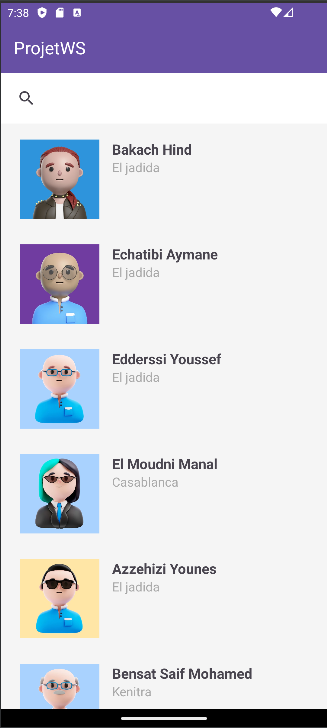 7:38
ProjetWS
Bakach Hind
El jadida
Echatibi Aymane
El jadida
Edderssi Youssef
El jadida
El Moudni Manal
Casablanca
Azzehizi Younes
El jadida
Bensat Saif Mohamed
Kenitra